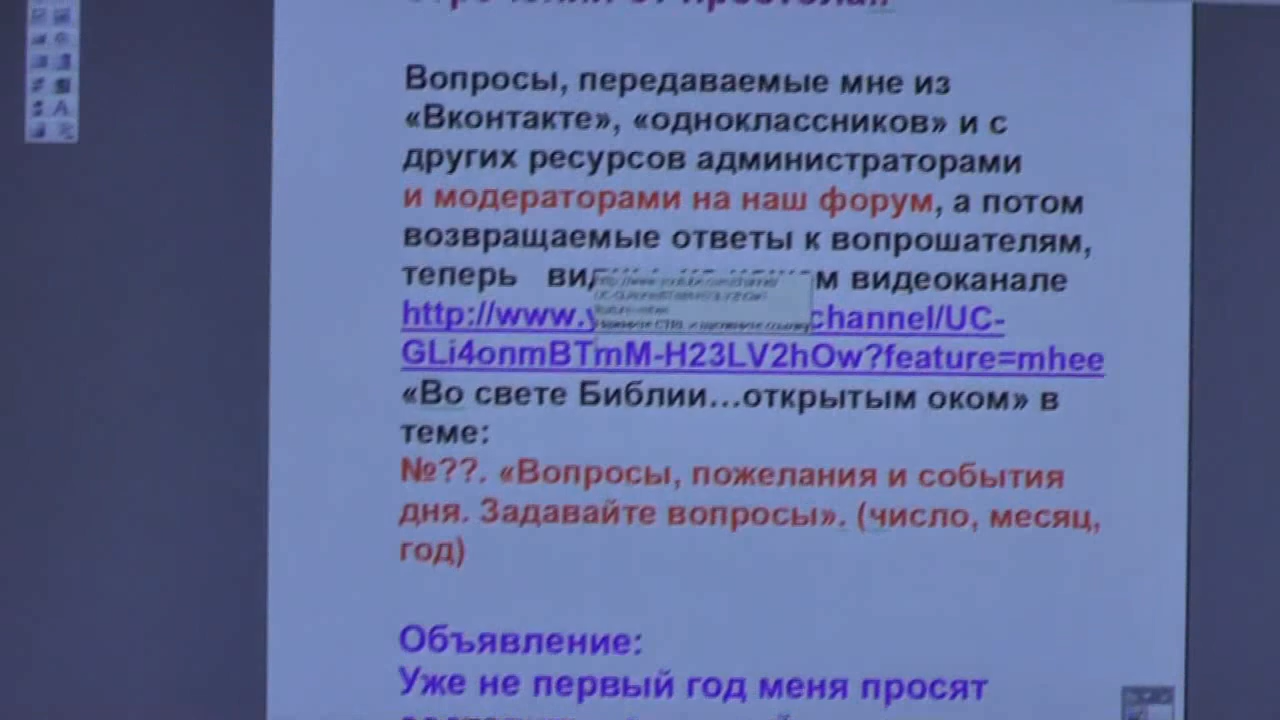 Вопросы, передаваемые мне из
«Вконтакте», «одноклассников» и с
других ресурсов администраторами
и модераторами на наш форум, а потом
возвращаемые ответы к вопрошателям,
теперь видеоканале
http://www.y channel/UC-
GLi4onmBTmM-H23LV2hOw?feature=mhee
«Во свете Библии...открытым оком» в
теме:
№??. «Вопросы, пожелания и события
дня. Задавайте вопросы». (число, месяц,
год)
Объявление:
Уже не первый год меня просят